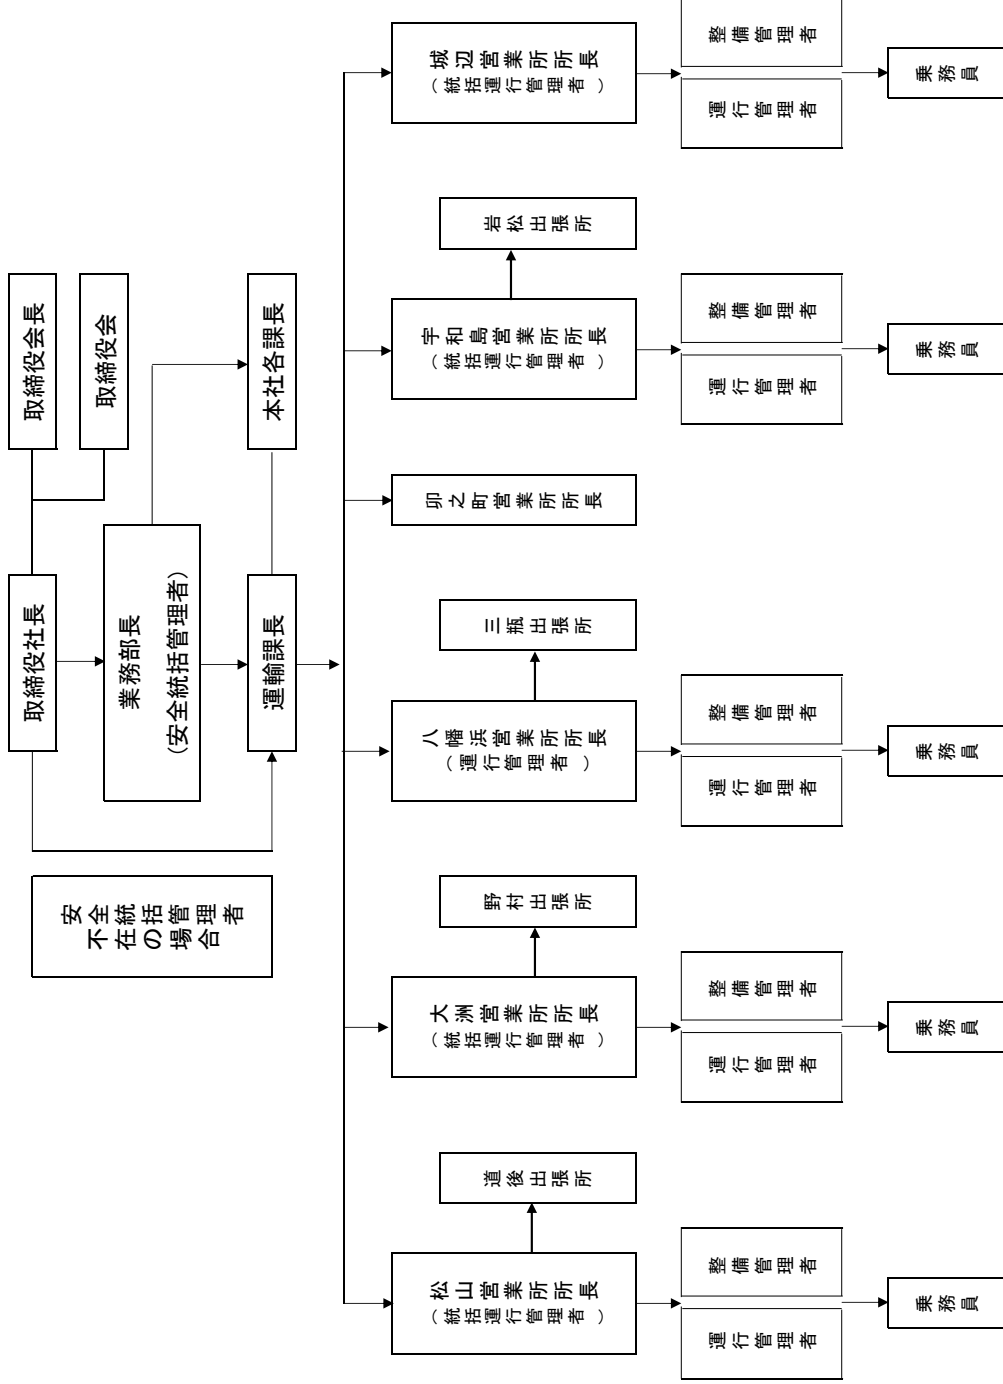 取締役会長
取締役会
取締役社長
業務部長
(安全統括管理者)
本社各課長
運輸課長
安全統括管理者
不在の場合
松山営業所所長
(統括運行管理者)
道後出張所
大洲営業所所長
(統括運行管理者)
野村出張所
八幡浜営業所所長
(運行管理者)
三瓶出張所
卯之町営業所所長
宇和島営業所所長
(統括運行管理者)
岩松出張所
城辺営業所所長
(統括運行管理者)
運行管理者
整備管理者
運行管理者
整備管理者
運行管理者
整備管理者
運行管理者
整備管理者
運行管理者
整備管理者
乗務員
乗務員
乗務員
乗務員
乗務員